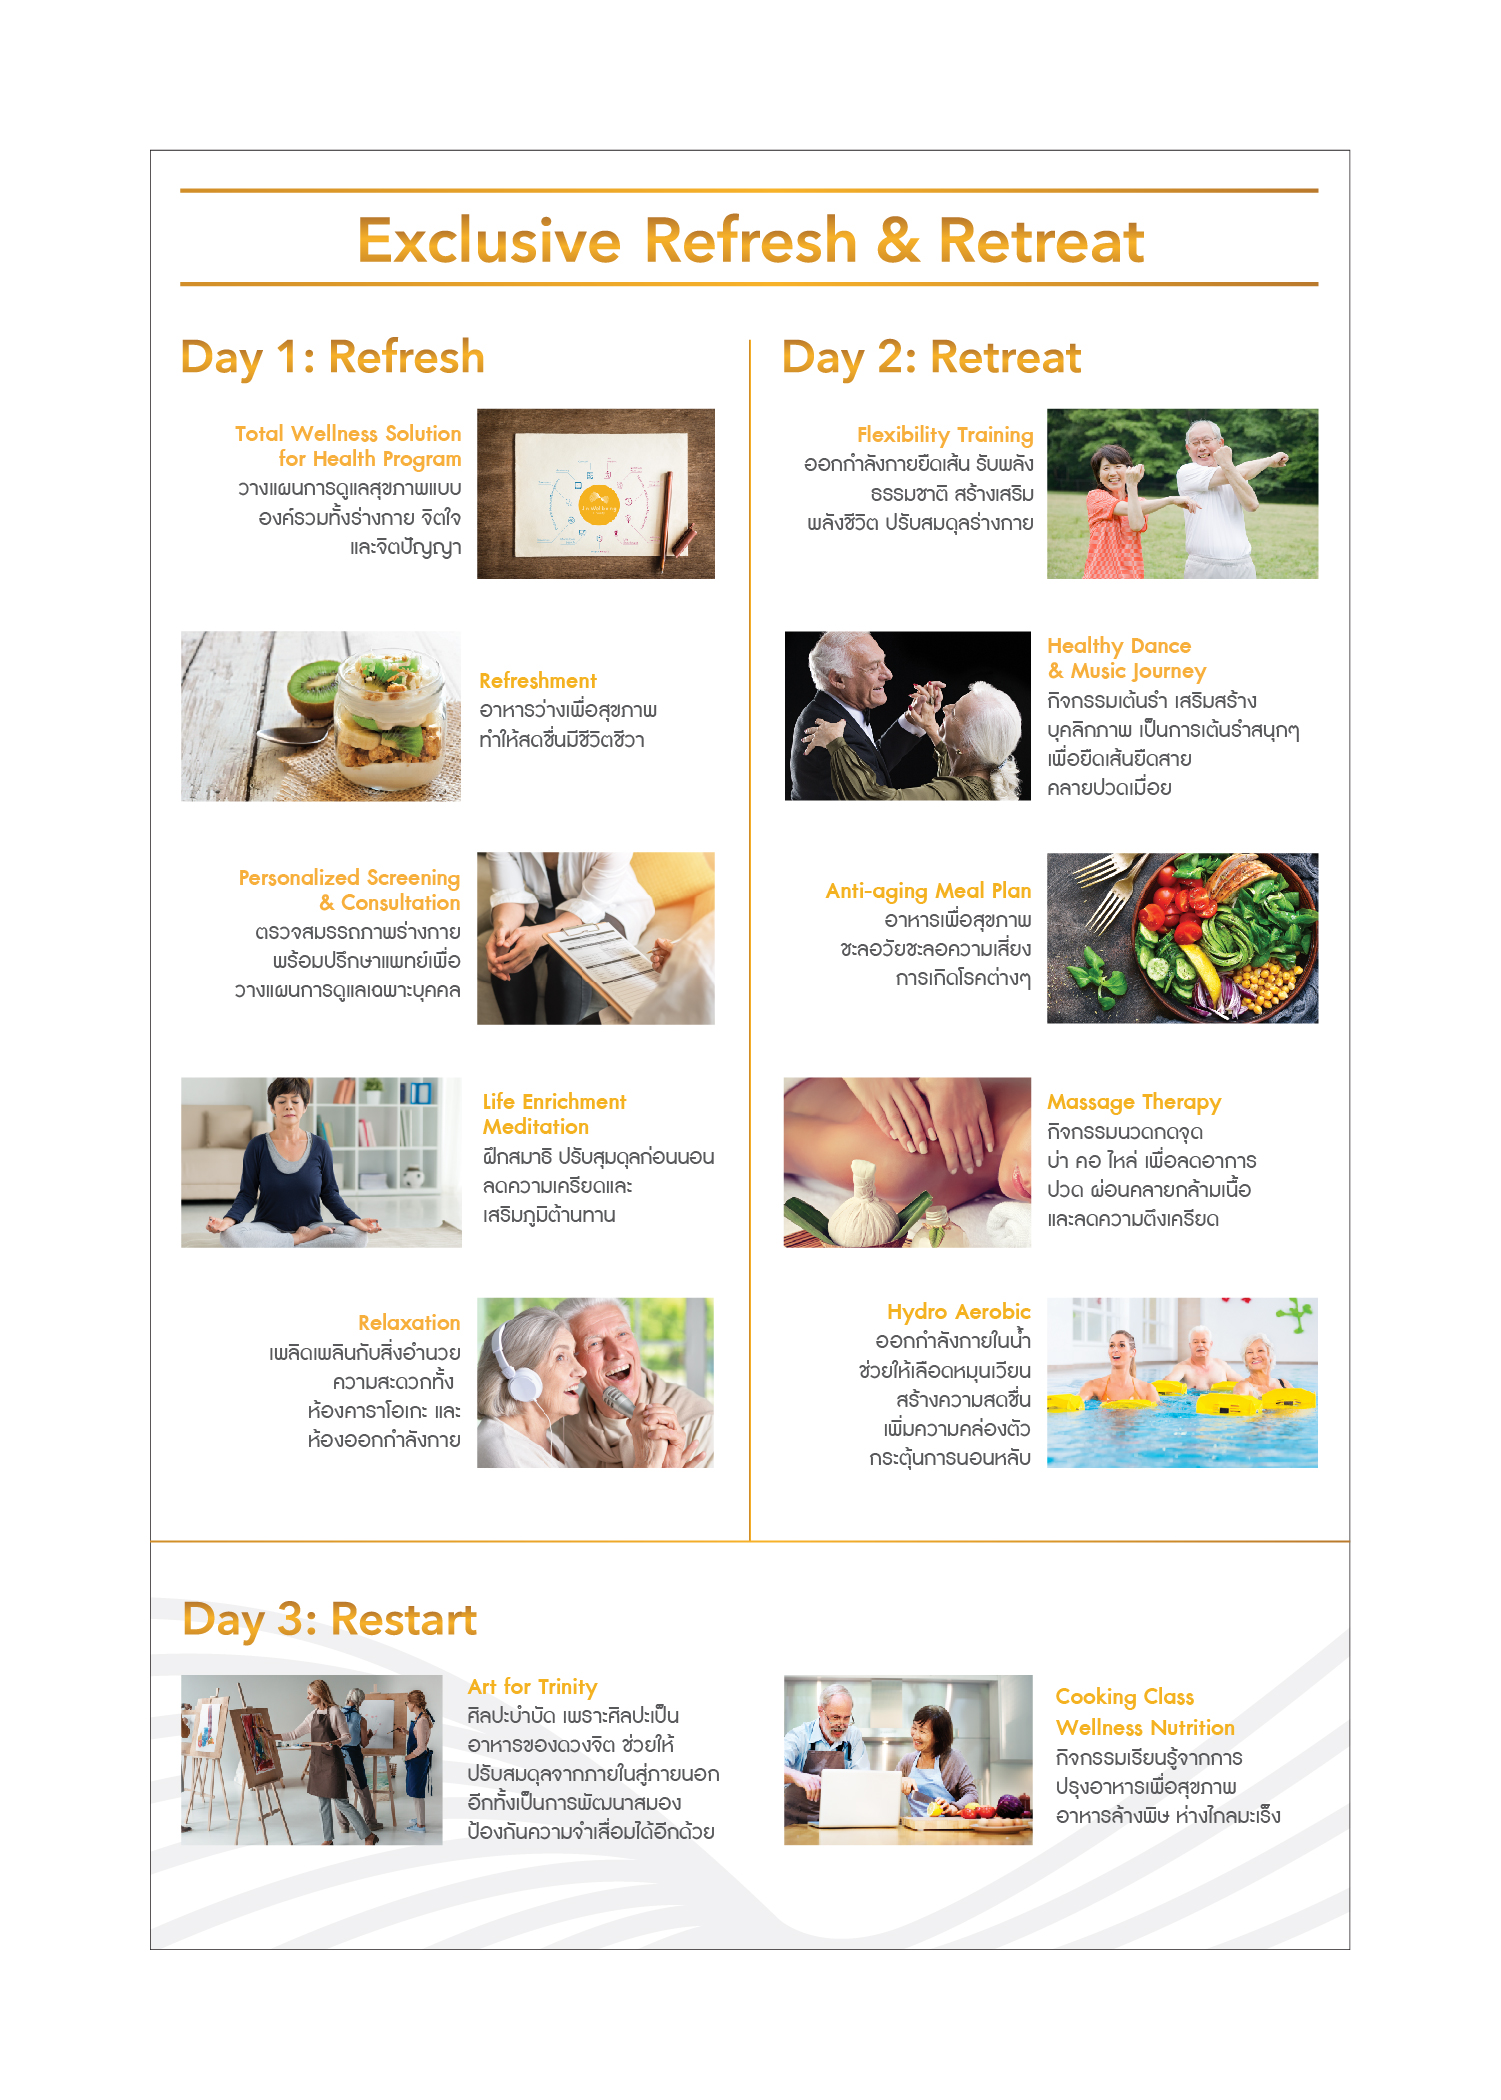 Exclusive Refresh & Retreat
Day 1: Refresh
Total Wellness Solution
for Health Program
วางแผนการดูแลสุขภาพแบบ
องค์รวมทั้งร่างกาย จิตใจ
และจิตปัญญา
Refreshment
อาหารว่างเพื่อสุขภาพ
ทำให้สดชื่นมีชีวิตชีวา
Personalized Screening
& Consultation
ตรวจสมรรถภาพร่างกาย
พร้อมปรึกษาแพทย์เพื่อ
วางแผนการดูแลเฉพาะบุคคล
Life Enrichment
Meditation
ฝึกสมาธิ ปรับสุมดุลก่อนนอน
ลดความเครียดและ
เสริมภูมิต้านทาน
Relaxation
เพลิดเพลินกับสิ่งอำนวย
ความสะดวกทั้ง
ห้องคาราโอเกะ และ
ห้องออกกำลังกาย
Day 2: Retreat
Flexibility Training
ออกกำลังกายยืดเส้น รับพลัง
ธรรมชาติ สร้างเสริม
พลังชีวิต ปรับสมดุลร่างกาย
Healthy Dance
& Music Journey
กิจกรรมเต้นรำ เสริมสร้าง
บุคลิกภาพ เป็นการเต้นรำสนุกๆ
เพื่อยืดเส้นยืดสาย
คลายปวดเมื่อย
Anti-aging Meal Plan
อาหารเพื่อสุขภาพ
ชะลอวัยชะลอความเสี่ยง
การเกิดโรคต่างๆ
Massage Therapy
กิจกรรมนวดกดจุด
บ่า คอ ไหล่ เพื่อลดอาการ
ปวด ผ่อนคลายกล้ามเนื้อ
และลดความตึงเครียด
Hydro Aerobic
ออกกำลังกายในน้ำ
ช่วยให้เลือดหมุนเวียน
สร้างความสดชื่น
เพิ่มความคล่องตัว
กระตุ้นการนอนหลับ
Day 3: Restart
Art for Trinity
ศิลปะบำบัด เพราะศิลปะเป็น
อาหารของดวงจิต ช่วยให้
ปรับสมดุลจากภายในสู่ภายนอก
อีกทั้งเป็นการพัฒนาสมอง
ป้องกันความจำเสื่อมได้อีกด้วย
Cooking Class
Wellness Nutrition
กิจกรรมเรียนรู้จากการ
ปรุงอาหารเพื่อสุขภาพ
อาหารล้างพิษ ห่างไกลมะเร็ง